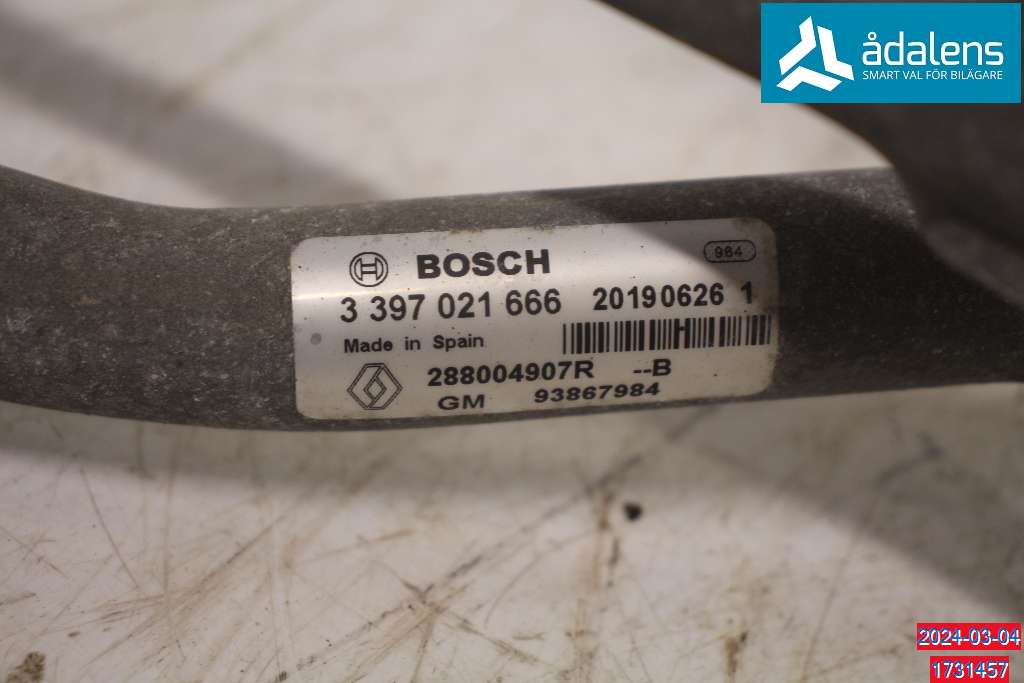 ådalens
SMART VAL FÖR BILÄGARE
BOSCH
984
3 397 021 666 20190626 1
Made in Spain
288004907R --B
GM 93867984
2024-03-04
1731457